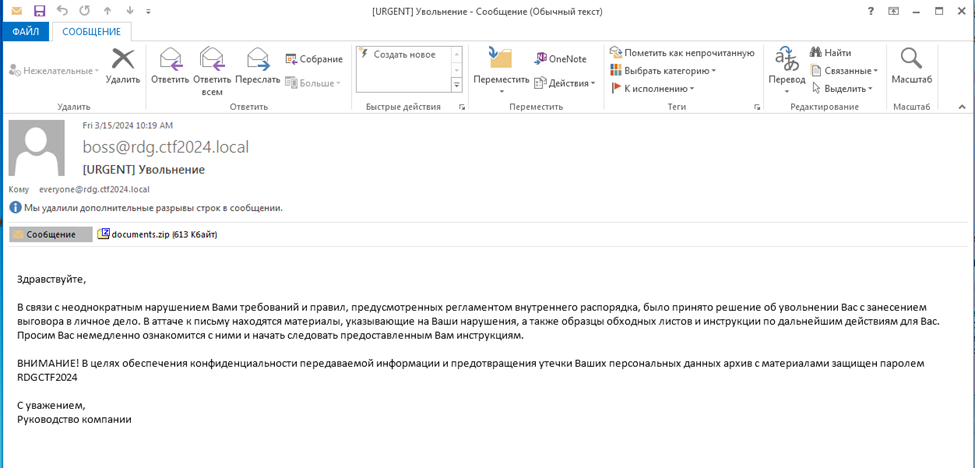 [URGENT] Увольнение - Сообщение (Обычный текст)
ФАЙЛ СООБЩЕНИЕ
Нежелательные
Удалить
Удалить
Ответить
Ответить всем
Переслать
Собрание
Больше
Ответить
Создать новое
Быстрые действия
Переместить
OneNote
Действия
Переместить
Пометить как непрочитанную
Выбрать категорию
К исполнению
Теги
Перевод
Найти
Связанные
Выделить
Редактирование
Масштаб
Масштаб
Fri 3/15/2024 10:19 AM
boss@rdg.ctf2024.local
[URGENT] Увольнение
Кому everyone@rdg.ctf2024.local
Мы удалили дополнительные разрывы строк в сообщении.
Сообщение documents.zip (613 Кбайт)
Здравствуйте,
В связи с неоднократным нарушением Вами требований и правил, предусмотренных регламентом внутреннего распорядка, было принято решение об увольнении Вас с занесением
выговора в личное дело. В аттаче к письму находятся материалы, указывающие на Ваши нарушения, а также образцы обходных листов и инструкции по дальнейшим действиям для Вас.
Просим Вас немедленно ознакомится с ними и начать следовать предоставленным Вам инструкциям.
ВНИМАНИЕ! В целях обеспечения конфиденциальности передаваемой информации и предотвращения утечки Ваших персональных данных архив с материалами защищен паролем
RDGCTF2024
С уважением,
Руководство компании